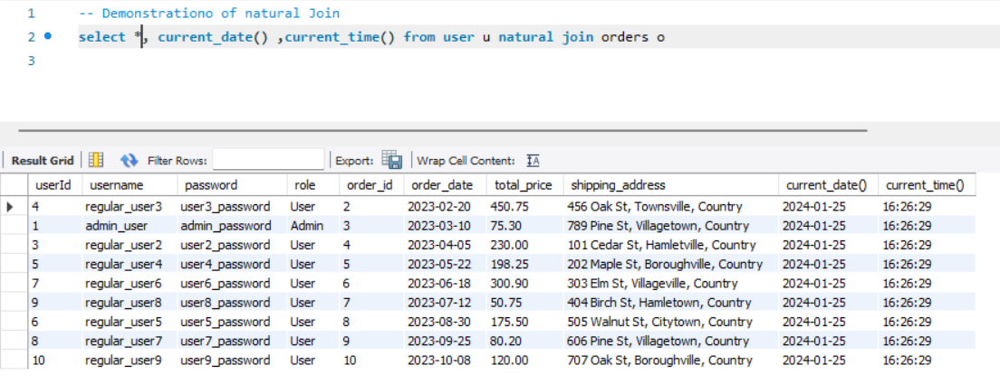 1 -- Demonstrationo of natural Join
2 select *, current_date() ,current_time() from user u natural join orders o
3
Result Grid Filter Rows: Export: Wrap Cell Content: IA
userId username password role order_id order_date total_price shipping_address current_date() current_time()
4 regular_user3 user3_password User 2 2023-02-20 450.75 456 Oak St, Townsville, Country 2024-01-25 16:26:29
1 admin_user admin_password Admin 3 2023-03-10 75.30 789 Pine St, Villagetown, Country 2024-01-25 16:26:29
3 regular_user2 user2_password User 4 2023-04-05 230.00 101 Cedar St, Hamletville, Country 2024-01-25 16:26:29
5 regular_user4 user4_password User 5 2023-05-22 198.25 202 Maple St, Boroughville, Country 2024-01-25 16:26:29
7 regular_user6 user6_password User 6 2023-06-18 300.90 303 Elm St, Villageville, Country 2024-01-25 16:26:29
9 regular_user8 user8_password User 7 2023-07-12 50.75 404 Birch St, Hamletown, Country 2024-01-25 16:26:29
6 regular_user5 user5_password User 8 2023-08-30 175.50 505 Walnut St, Citytown, Country 2024-01-25 16:26:29
8 regular_user7 user7_password User 9 2023-09-25 80.20 606 Pine St, Villagetown, Country 2024-01-25 16:26:29
10 regular_user9 user9_password User 10 2023-10-08 120.00 707 Oak St, Boroughville, Country 2024-01-25 16:26:29